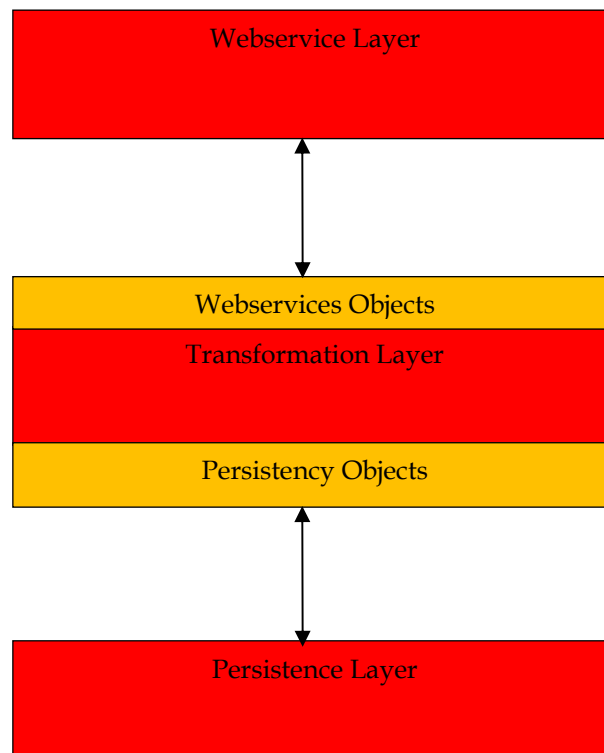 Webservice Layer
Webservices Objects
Transformation Layer
Persistency Objects
Persistence Layer